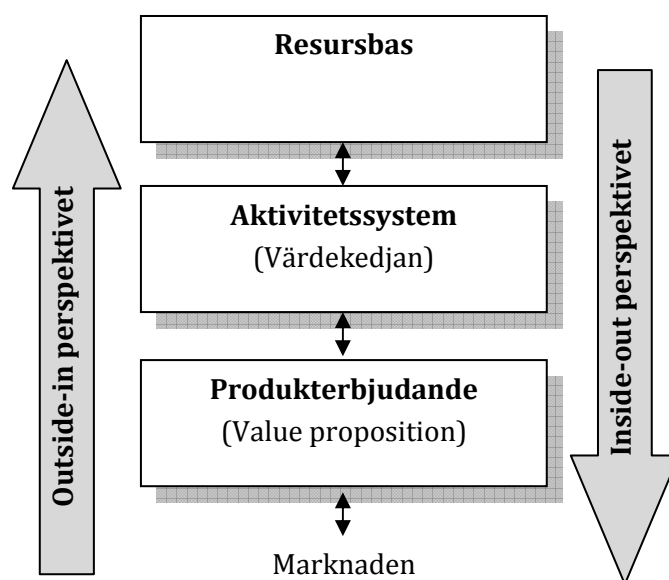 Resursbas
Aktivitetssystem
(Värdekedjan)
Produkterbjudande
(Value proposition)
Marknaden
Outside-in perspektivet
Inside-out perspektivet